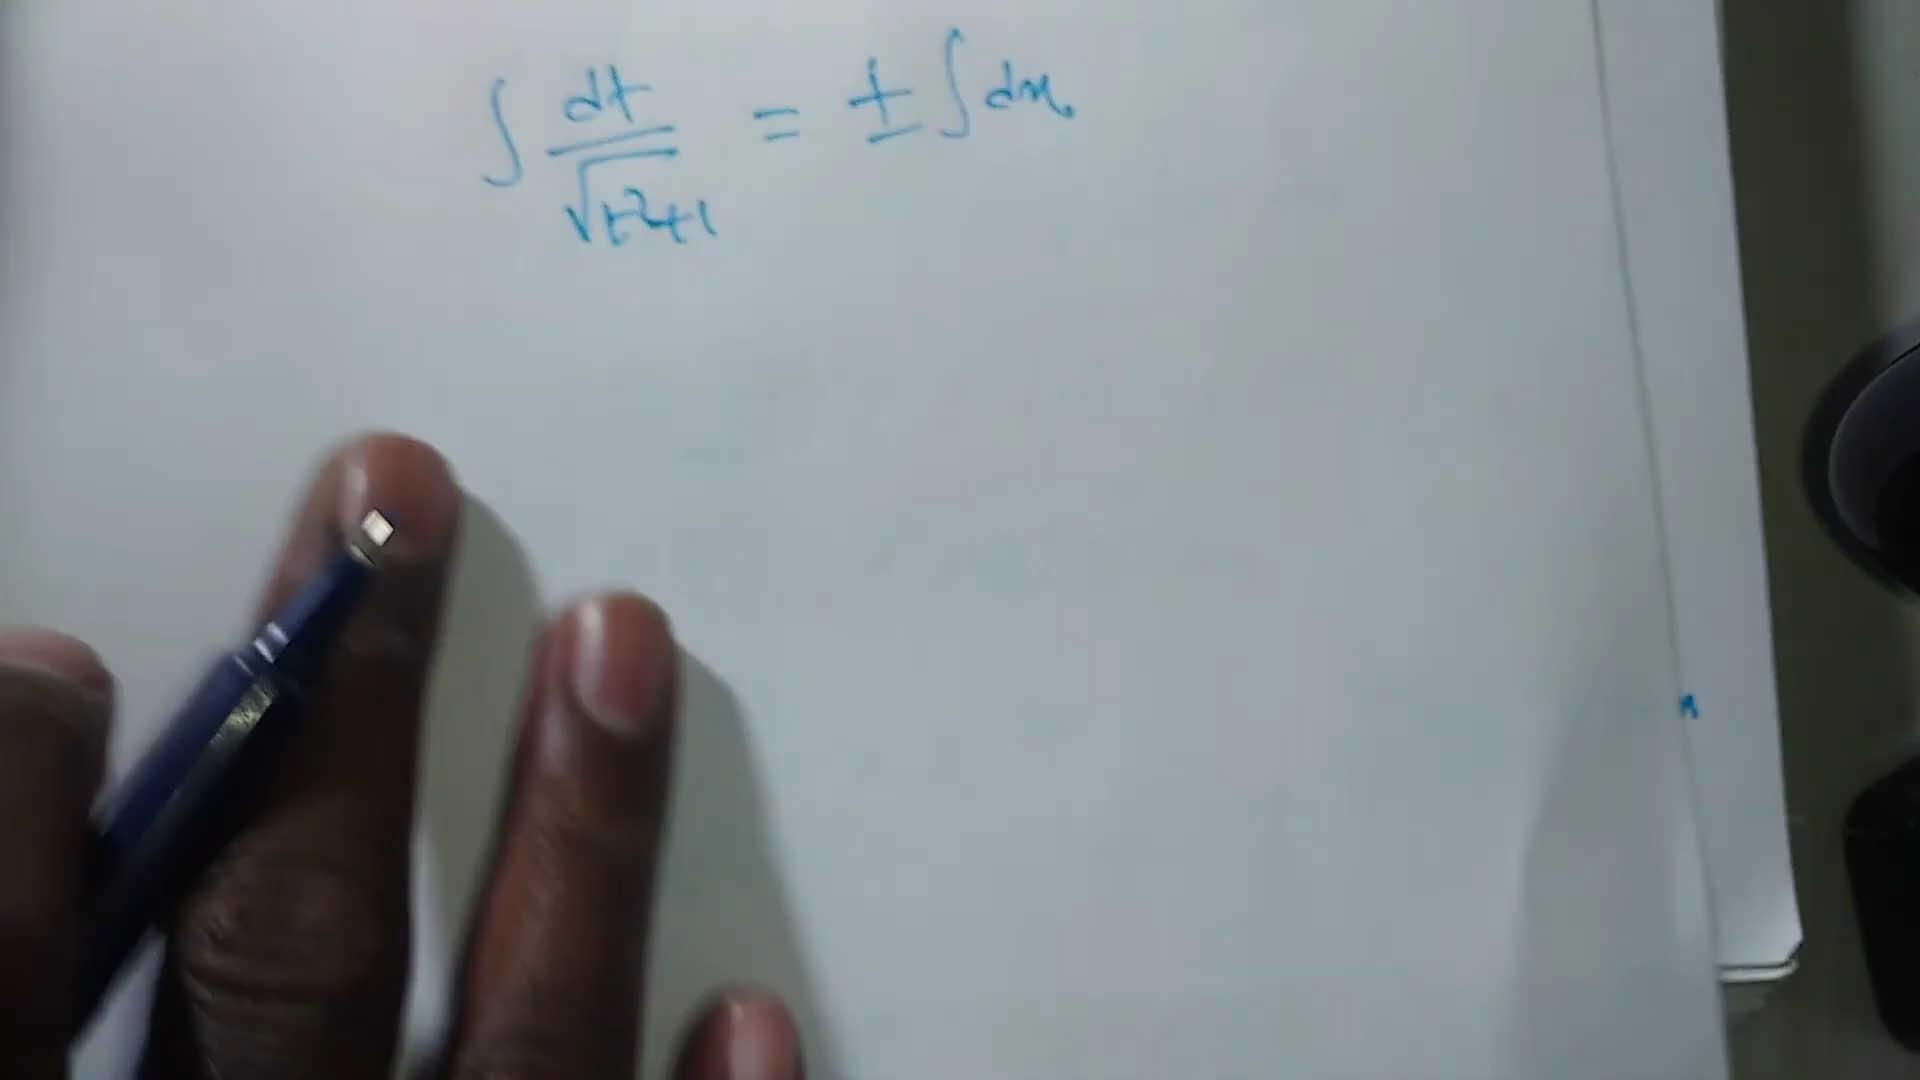 ∫ dt/√t²+1 = ± ∫ dx